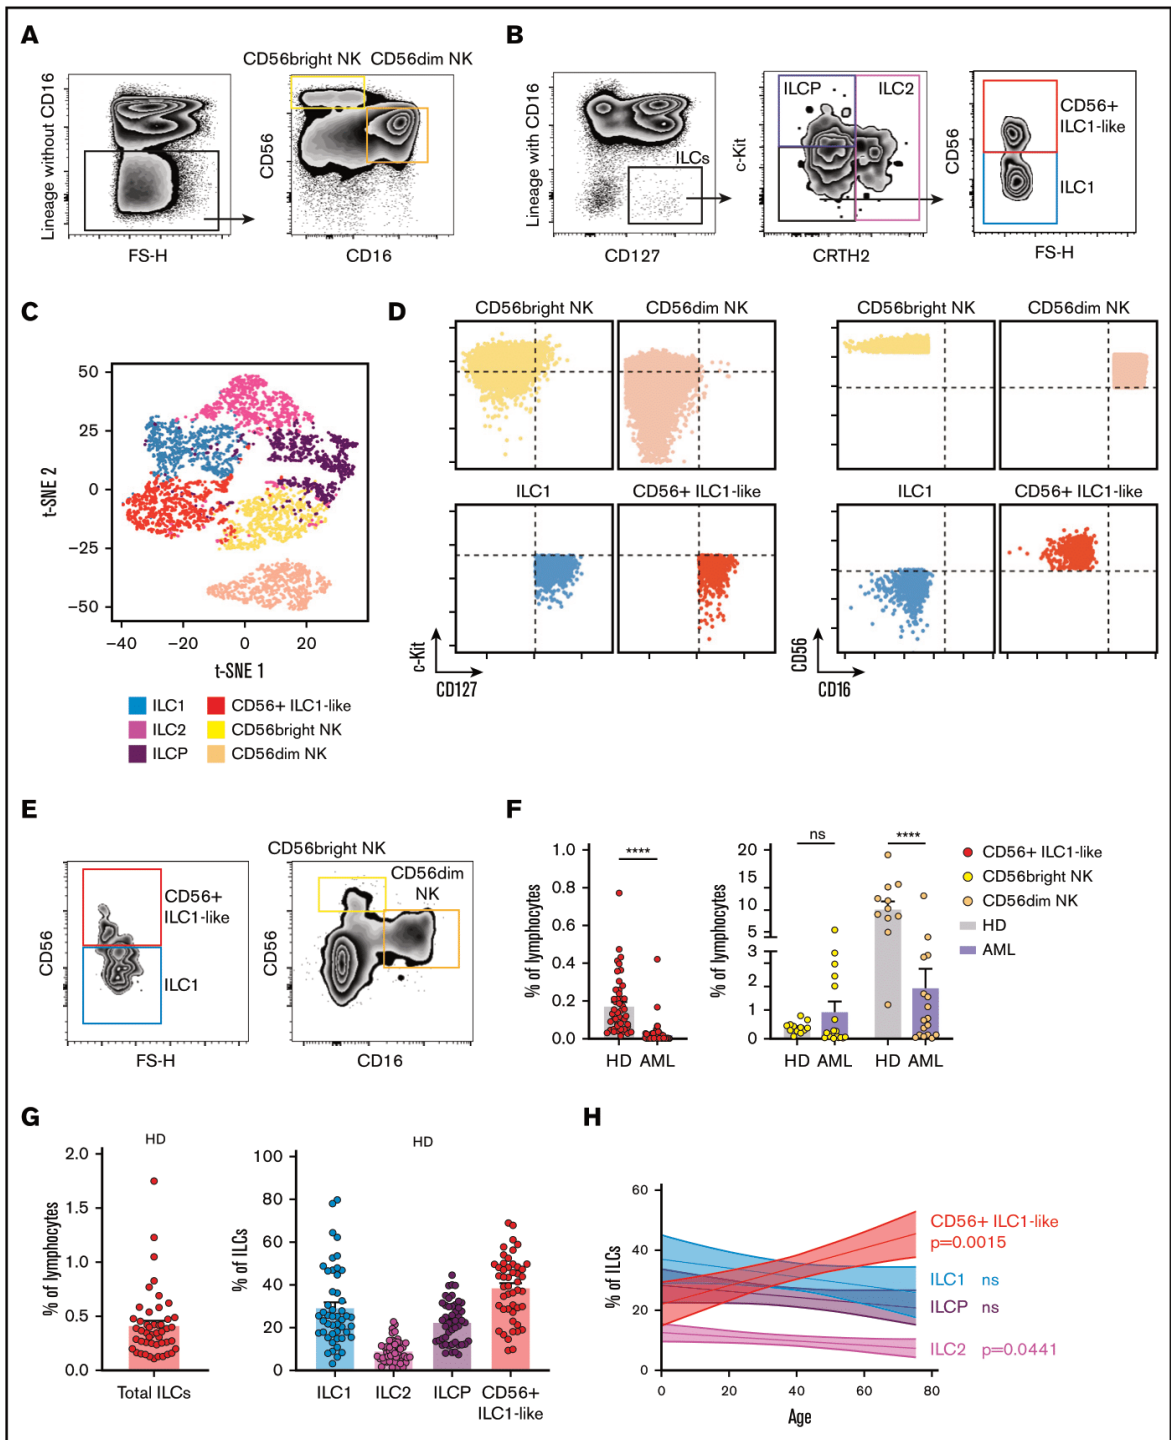 A
CD56bright NK CD56dim NK
Lineage without CD16
FS-H
CD56
CD16
B
Lineage with CD16
ILCs
CD127
ILCP
ILC2
c-Kit
CRTH2
CD56
CD56+
ILC1-like
ILC1
FS-H
C
t-SNE 2
50
25
0
−25
−50
−40
−20
0
20
t-SNE 1
ILC1
CD56+ ILC1-like
ILC2
CD56bright NK
ILCP
CD56dim NK
D
CD56bright NK
CD56dim NK
ILC1
CD56+ ILC1-like
c-Kit
CD127
CD56bright NK
CD56dim NK
ILC1
CD56+ ILC1-like
CD56
CD16
E
CD56
CD56+
ILC1-like
ILC1
FS-H
CD56bright NK
CD56dim
NK
CD56
CD16
F
% of lymphocytes
1.0
0.8
0.6
0.4
0.2
0.0
****
HD AML
% of lymphocytes
20
15
10
5
3
2
1
0
ns
****
HD AML
HD AML
CD56+ ILC1-like
CD56bright NK
CD56dim NK
HD
AML
G
HD
% of lymphocytes
2.0
1.5
1.0
0.5
0.0
Total ILCs
HD
% of ILCs
100
80
60
40
20
0
ILC1
ILC2
ILCP
CD56+
ILC1-like
H
% of ILCs
60
40
20
0
0
20
40
60
80
Age
CD56+ ILC1-like
p=0.0015
ILC1 ns
ILCP ns
ILC2 p=0.0441